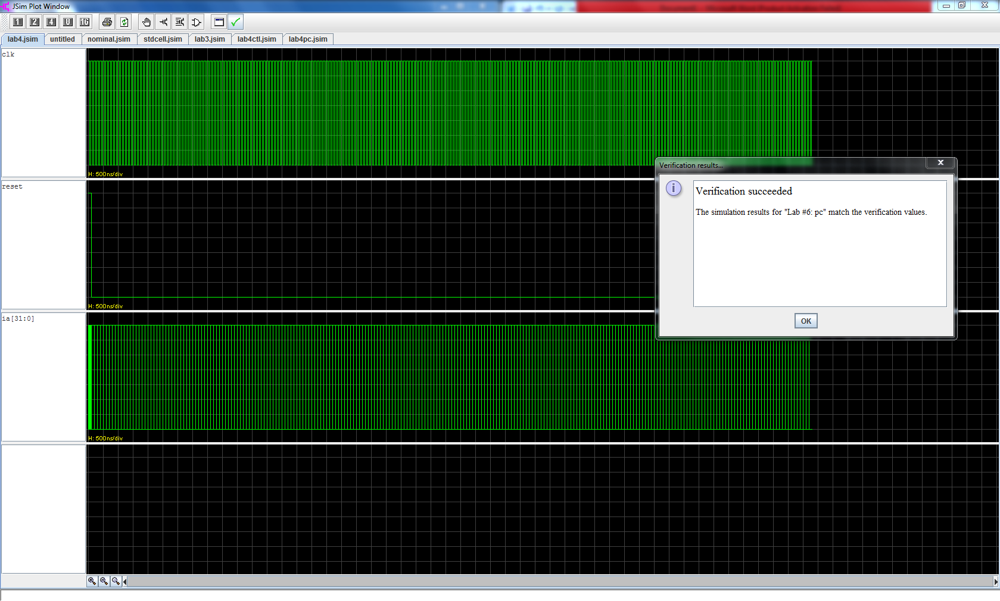 JSim Plot Window
lab4.jsim untitled nominal.jsim stdcell.jsim lab3.jsim lab4ctl.jsim lab4pc.jsim
clk
H: 500ns/div
Verification results...
Verification succeeded
The simulation results for "Lab #6: pc" match the verification values.
OK
reset
H: 500ns/div
ia[31:0]
H: 500ns/div